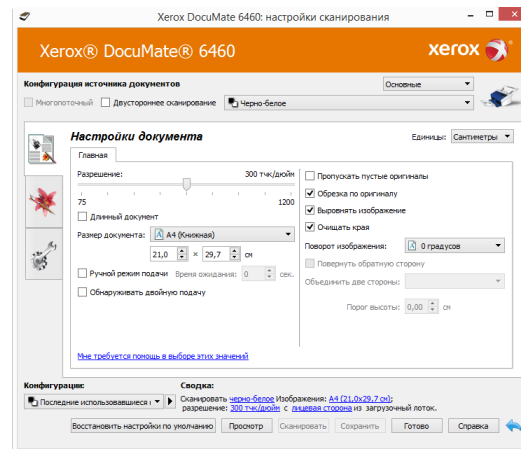 Xerox DocuMate 6460: настройки сканирования
Xerox® DocuMate® 6460
xerox
Конфигурация источника документов
Основные
Многопоточный
Двустороннее сканирование
Черно-белое
Настройки документа
Единицы: Сантиметры
Главная
Разрешение: 300 тчк/дюйм
75 1200
Длинный документ
Размер документа: A4 (Книжная)
21,0 × 29,7 см
Ручной режим подачи Время ожидания: 0 сек.
Обнаруживать двойную подачу
Пропускать пустые оригиналы
Обрезка по оригиналу
Выровнять изображение
Очищать края
Поворот изображения: 0 градусов
Повернуть обратную сторону
Объединить две стороны:
Порог высоты: 0,00 см
Мне требуется помощь в выборе этих значений
Конфигурации:
Последние использовавшиеся
Сводка:
Сканировать черно-белое Изображения: A4 (21,0x29,7 см);
разрешение: 300 тчк/дюйм с лицевая сторона из загрузочный лоток.
Восстановить настройки по умолчанию Просмотр Сканировать Сохранить Готово Справка